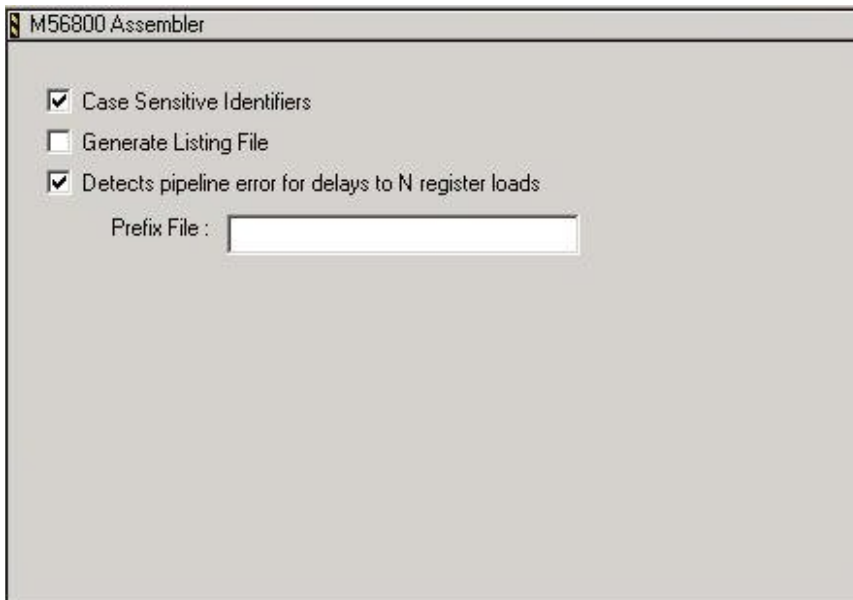 M56800 Assembler
Case Sensitive Identifiers
Generate Listing File
Detects pipeline error for delays to N register loads
Prefix File :